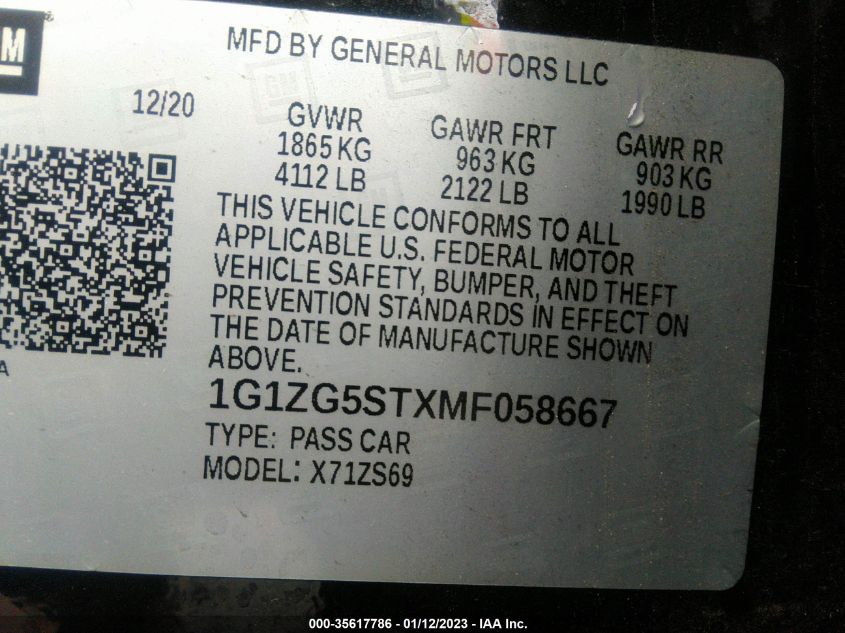 GM
MFD BY GENERAL MOTORS LLC
12/20
GVWR
1865 KG
4112 LB
GAWR FRT
963 KG
2122 LB
GAWR RR
903 KG
1990 LB
THIS VEHICLE CONFORMS TO ALL
APPLICABLE U.S. FEDERAL MOTOR
VEHICLE SAFETY, BUMPER, AND THEFT
PREVENTION STANDARDS IN EFFECT ON
THE DATE OF MANUFACTURE SHOWN
ABOVE.
1G1ZG5STXMF058667
TYPE: PASS CAR
MODEL: X71ZS69
000-35617786 - 01/12/2023 - IAA Inc.